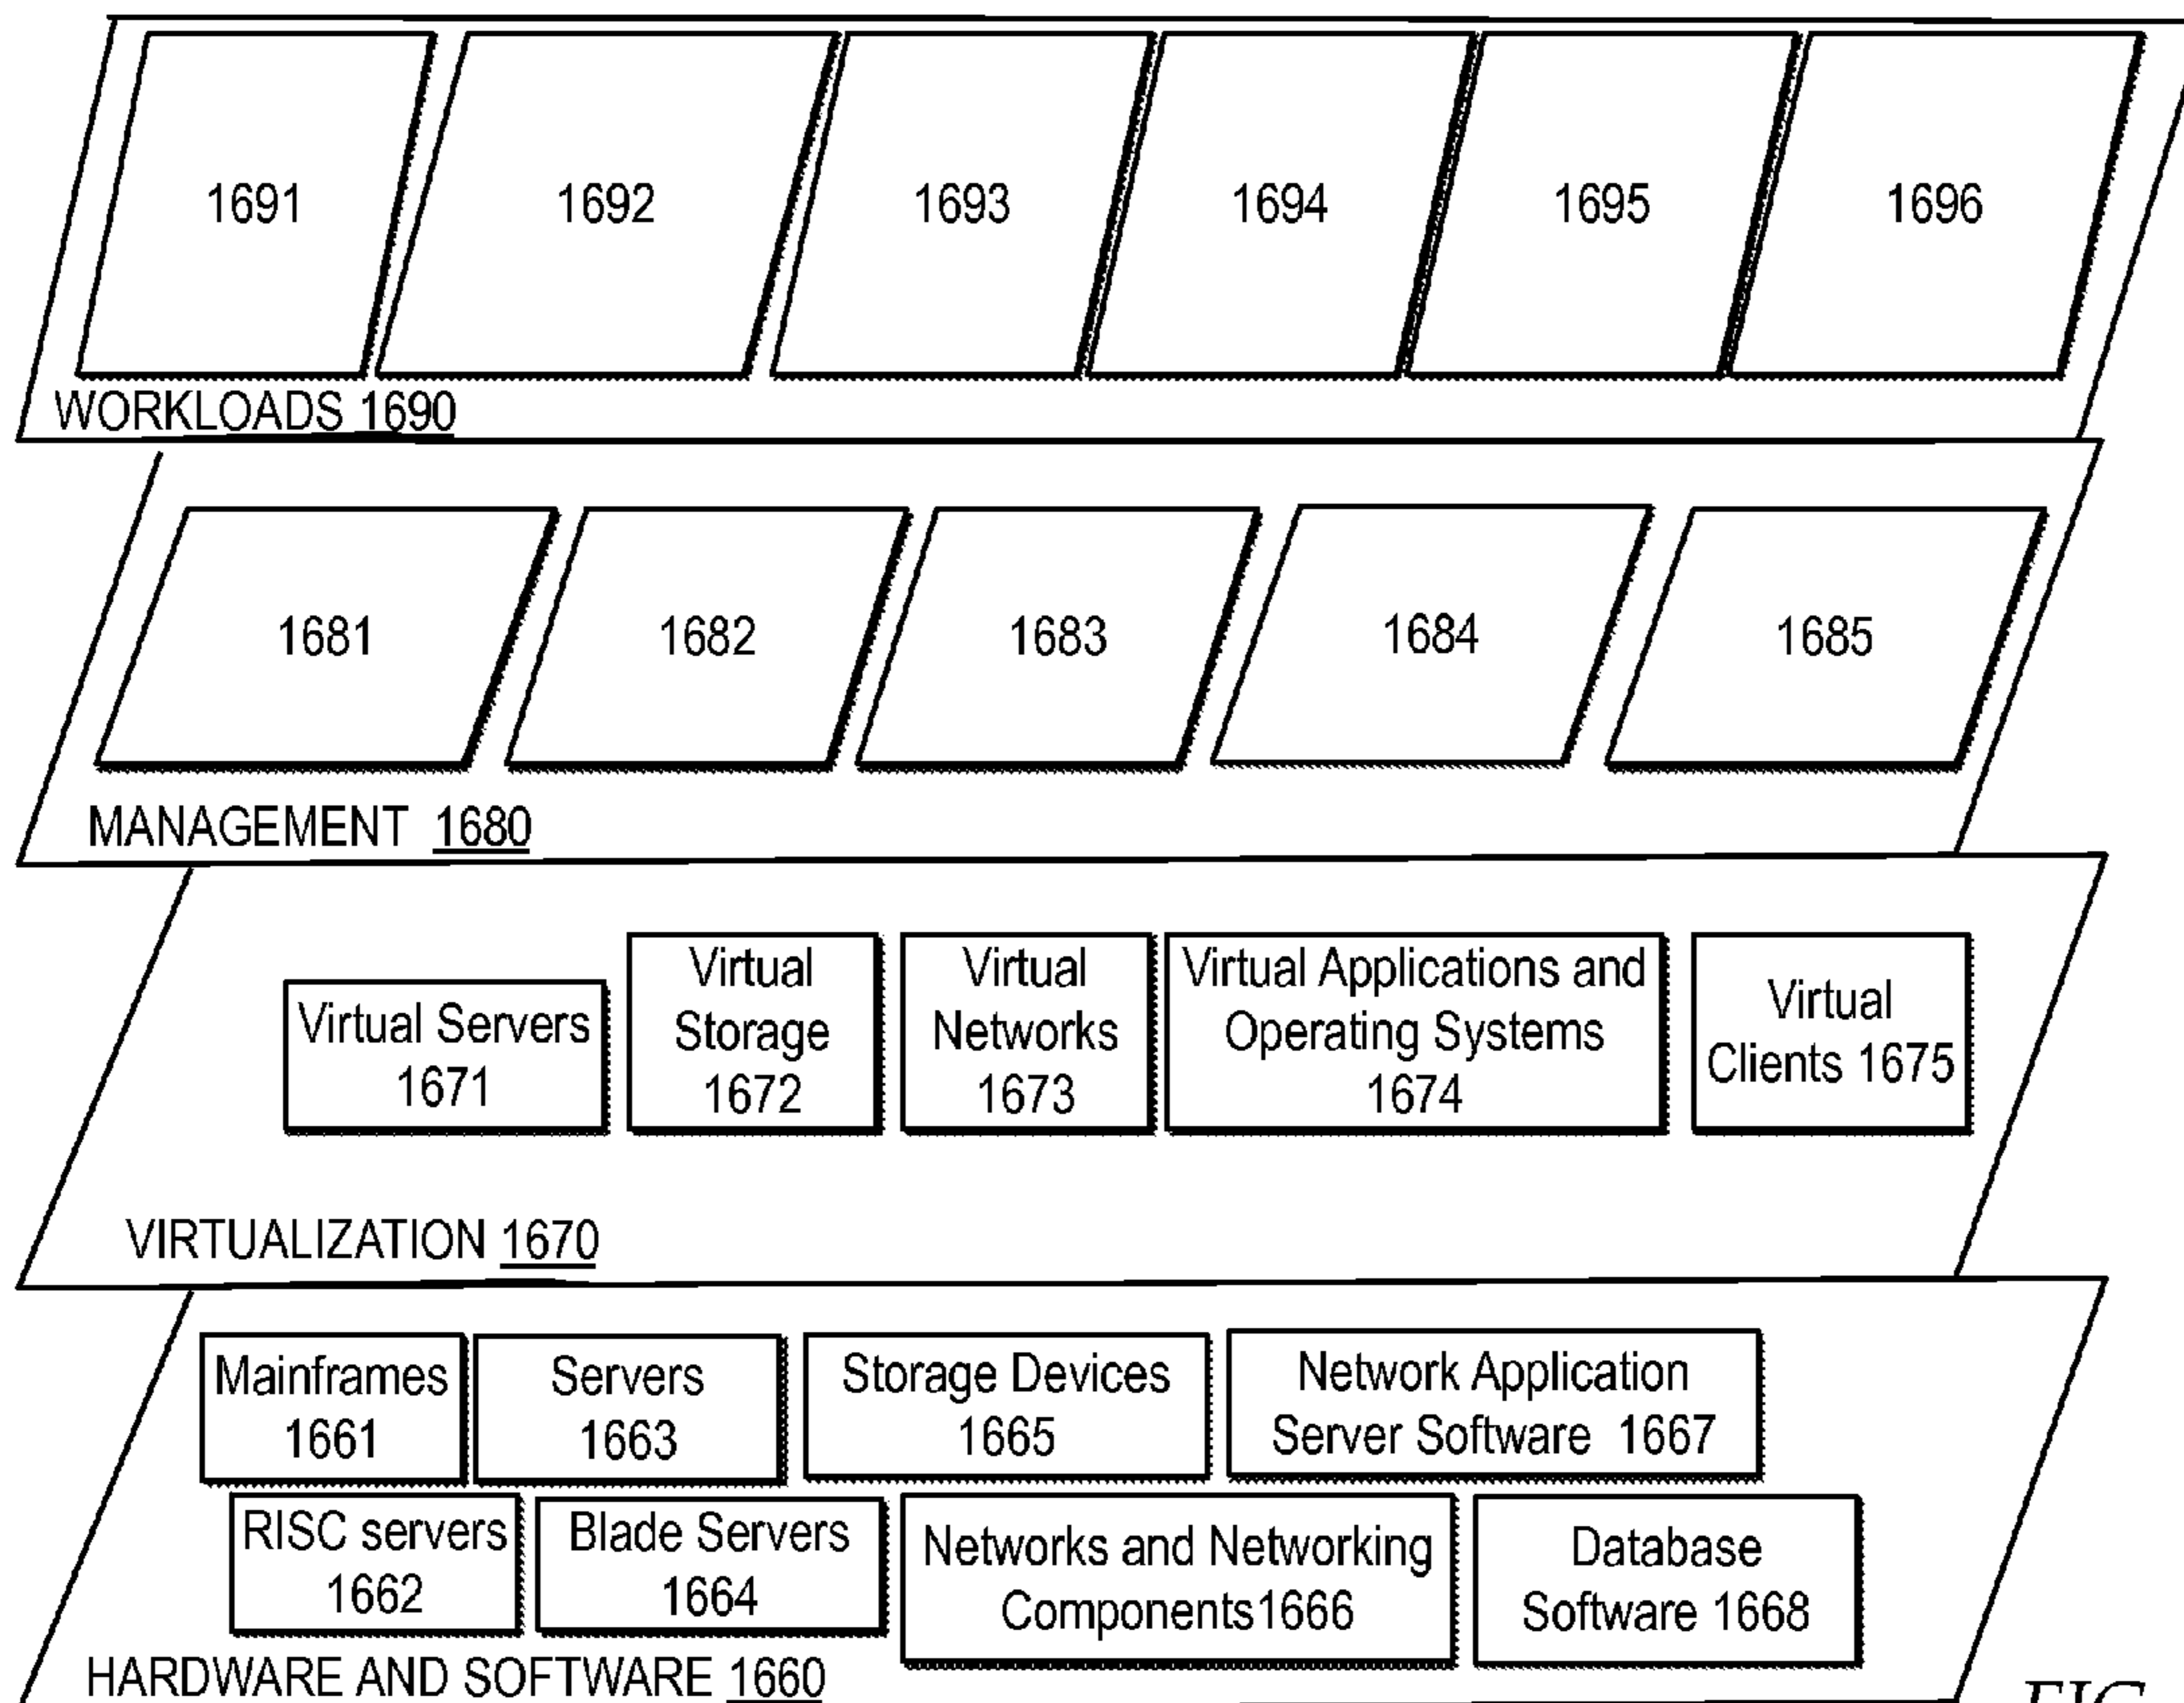 1691 1692 1693 1694 1695 1696
WORKLOADS 1690
1681 1682 1683 1684 1685
MANAGEMENT 1680
Virtual Servers
1671
Virtual
Storage
1672
Virtual
Networks
1673
Virtual Applications and
Operating Systems
1674
Virtual
Clients 1675
VIRTUALIZATION 1670
Mainframes
1661
Servers
1663
Storage Devices
1665
Network Application
Server Software 1667
RISC servers
1662
Blade Servers
1664
Networks and Networking
Components1666
Database
Software 1668
HARDWARE AND SOFTWARE 1660